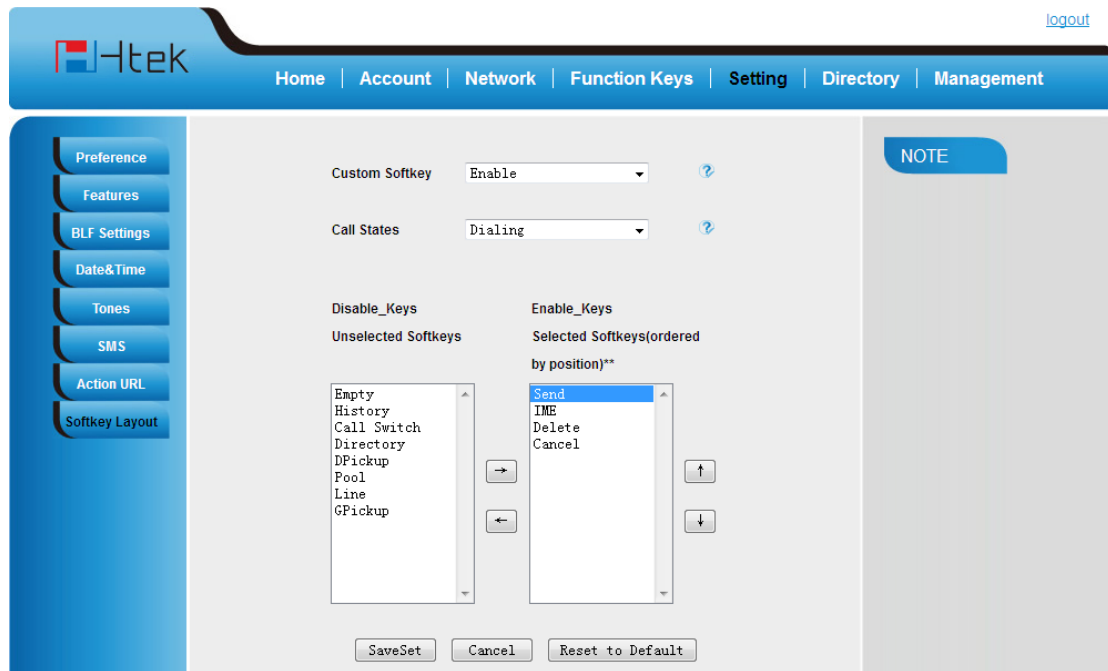 logout
Htek
Home Account Network Function Keys Setting Directory Management
Preference
Features
BLF Settings
Date&Time
Tones
SMS
Action URL
Softkey Layout
Custom Softkey Enable
Call States Dialing
Disable_Keys
Unselected Softkeys
Empty
History
Call Switch
Directory
DPickup
Pool
Line
GPickup
→
←
Enable_Keys
Selected Softkeys(ordered
by position)**
Send
IME
Delete
Cancel
↑
↓
SaveSet Cancel Reset to Default
NOTE